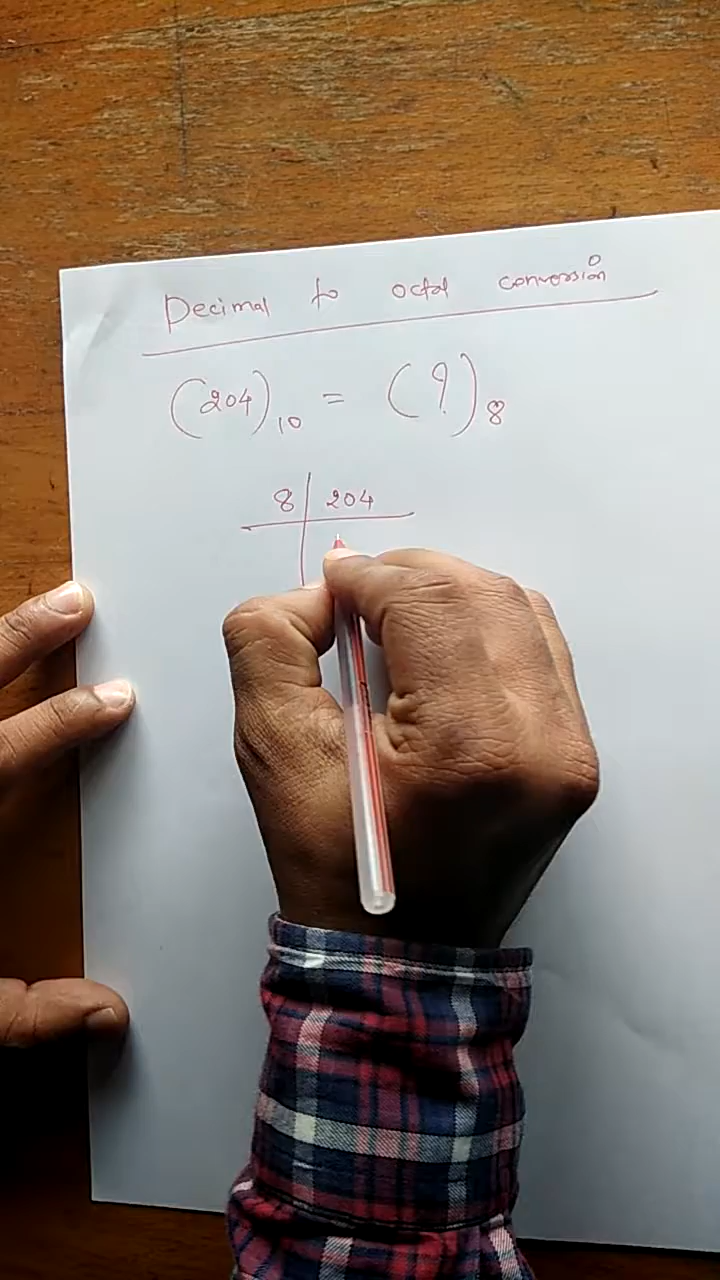 Decimal to octal conversion
(204)10 = (?)8
8 204